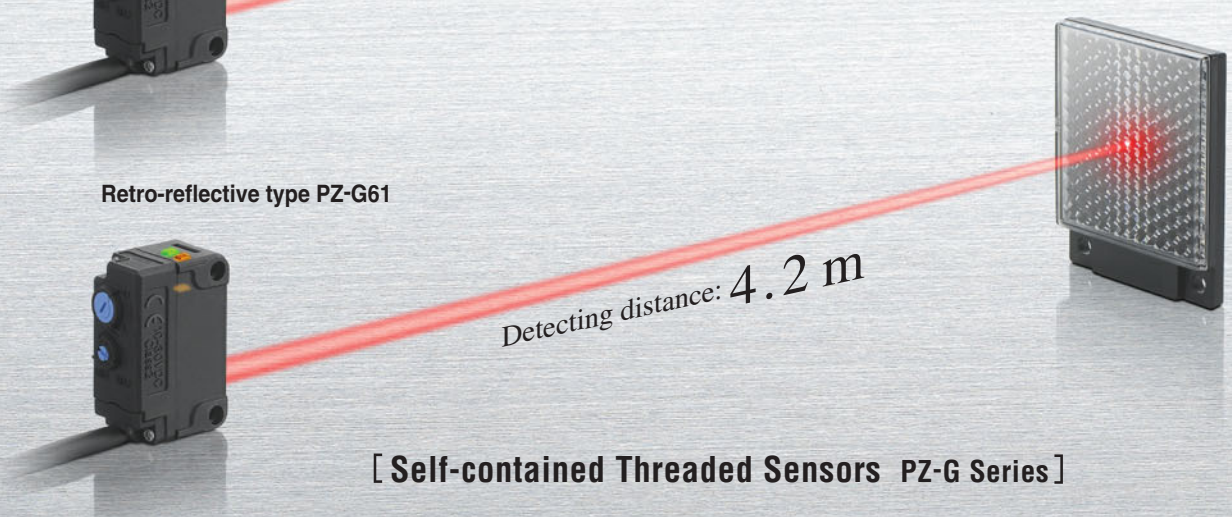 Retro-reflective type PZ-G61
Detecting distance: 4.2 m
[Self-contained Threaded Sensors PZ-G Series]